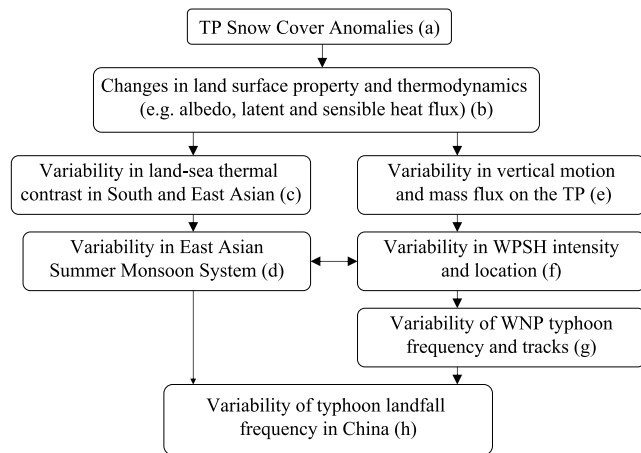 TP Snow Cover Anomalies (a)
Changes in land surface property and thermodynamics
(e.g. albedo, latent and sensible heat flux) (b)
Variability in land-sea thermal
contrast in South and East Asian (c)
Variability in vertical motion
and mass flux on the TP (e)
Variability in East Asian
Summer Monsoon System (d)
Variability in WPSH intensity
and location (f)
Variability of WNP typhoon
frequency and tracks (g)
Variability of typhoon landfall
frequency in China (h)